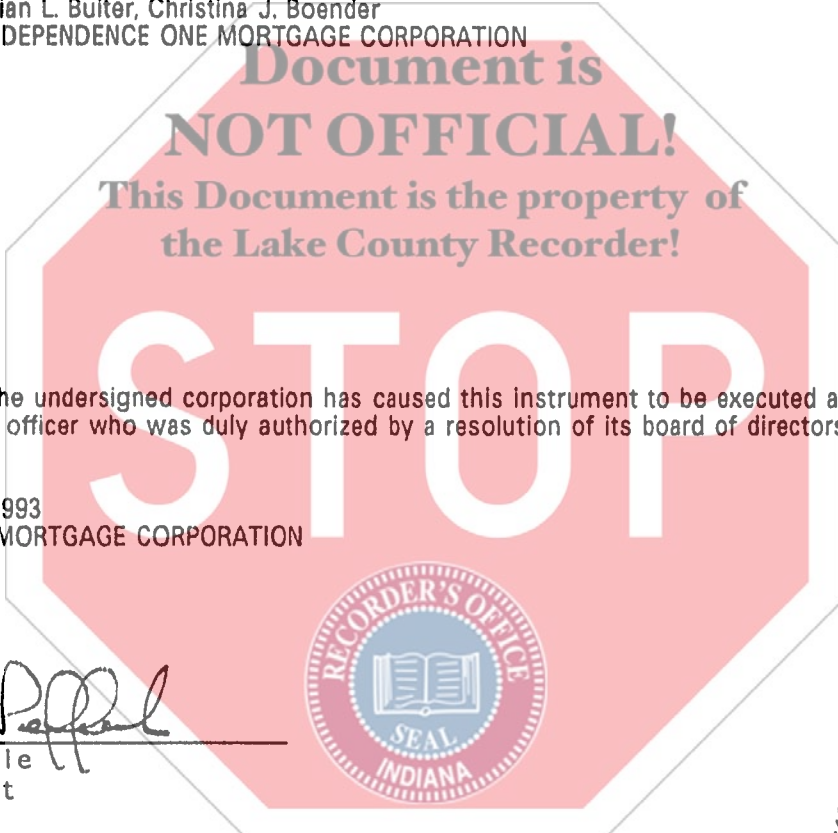 ian L. Buiter, Christina J. Boender
DEPENDENCE ONE MORTGAGE CORPORATION
Document is
NOT OFFICIAL!
This Document is the property of
the Lake County Recorder!
STOP
he undersigned corporation has caused this instrument to be executed a
officer who was duly authorized by a resolution of its board of directors
993
MORTGAGE CORPORATION
RECORDER'S OFFICE
SEAL
INDIANA
le
t